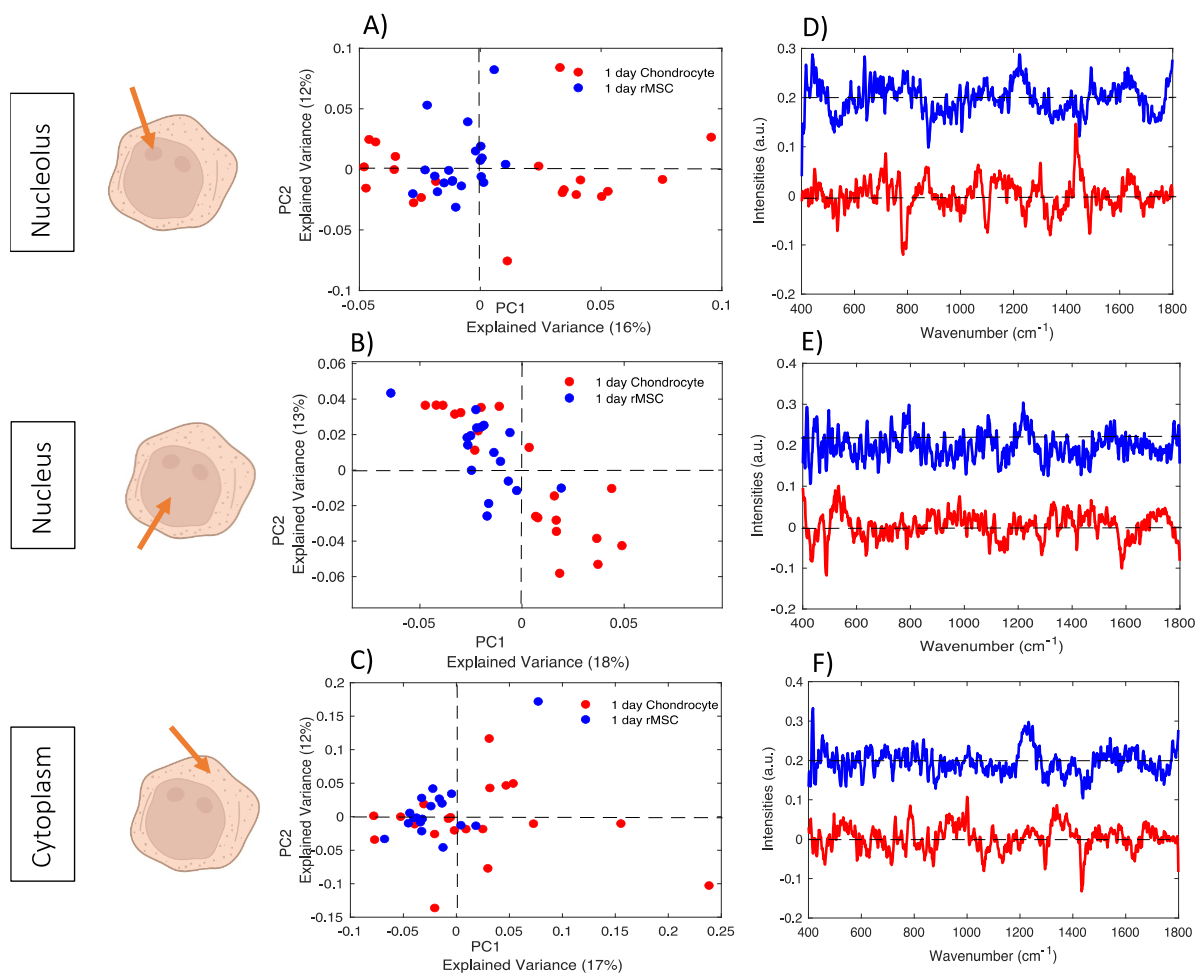 Nucleolus
A)
PC2
Explained Variance (12%)
0.1
0.05
0
-0.05
-0.1
1 day Chondrocyte
1 day rMSC
-0.05
0
0.05
0.1
PC1
Explained Variance (16%)
D)
Intensities (a.u.)
0.4
0.3
0.2
0.1
0
-0.1
-0.2
400 600 800 1000 1200 1400 1600 1800
Wavenumber (cm⁻¹)
Nucleus
B)
PC2
Explained Variance (13%)
0.06
0.04
0.02
0
-0.02
-0.04
-0.06
1 day Chondrocyte
1 day rMSC
-0.05
0
0.05
PC1
Explained Variance (18%)
E)
Intensities (a.u.)
0.4
0.3
0.2
0.1
0
-0.1
-0.2
400 600 800 1000 1200 1400 1600 1800
Wavenumber (cm⁻¹)
Cytoplasm
C)
PC2
Explained Variance (12%)
0.2
0.15
0.1
0.05
0
-0.05
-0.1
0.15
1 day Chondrocyte
1 day rMSC
-0.1 -0.05 0 0.05 0.1 0.15 0.2 0.25
PC1
Explained Variance (17%)
F)
Intensities (a.u.)
0.4
0.3
0.2
0.1
0
-0.1
-0.2
400 600 800 1000 1200 1400 1600 1800
Wavenumber (cm⁻¹)